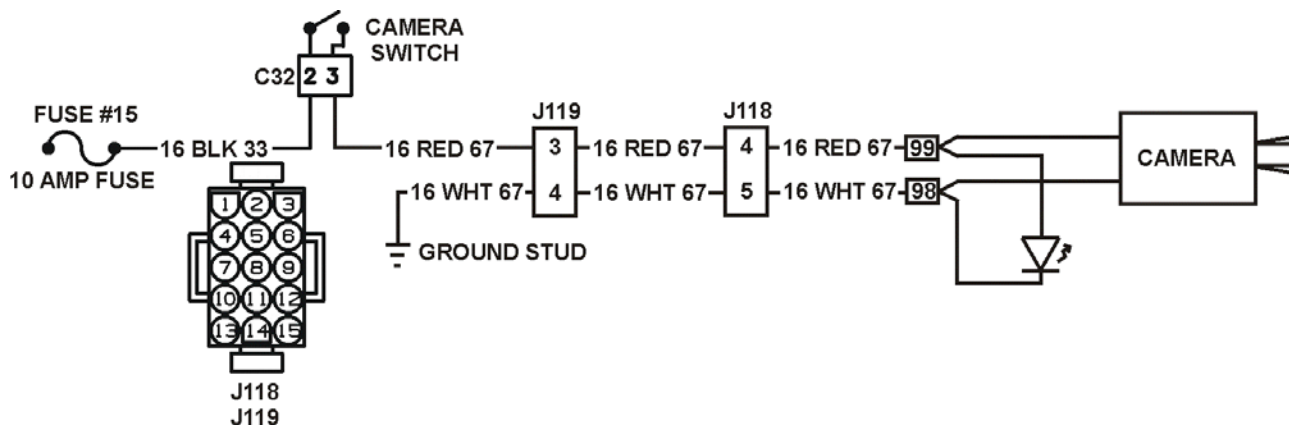 CAMERA
SWITCH
C32 2 3
FUSE #15
16 BLK 33
10 AMP FUSE
J119
J118
16 RED 67
3
16 RED 67
4
16 RED 67
99
16 WHT 67
4
16 WHT 67
5
16 WHT 67
98
CAMERA
GROUND STUD
1 2 3
4 5 6
7 8 9
10 11 12
13 14 15
J118
J119